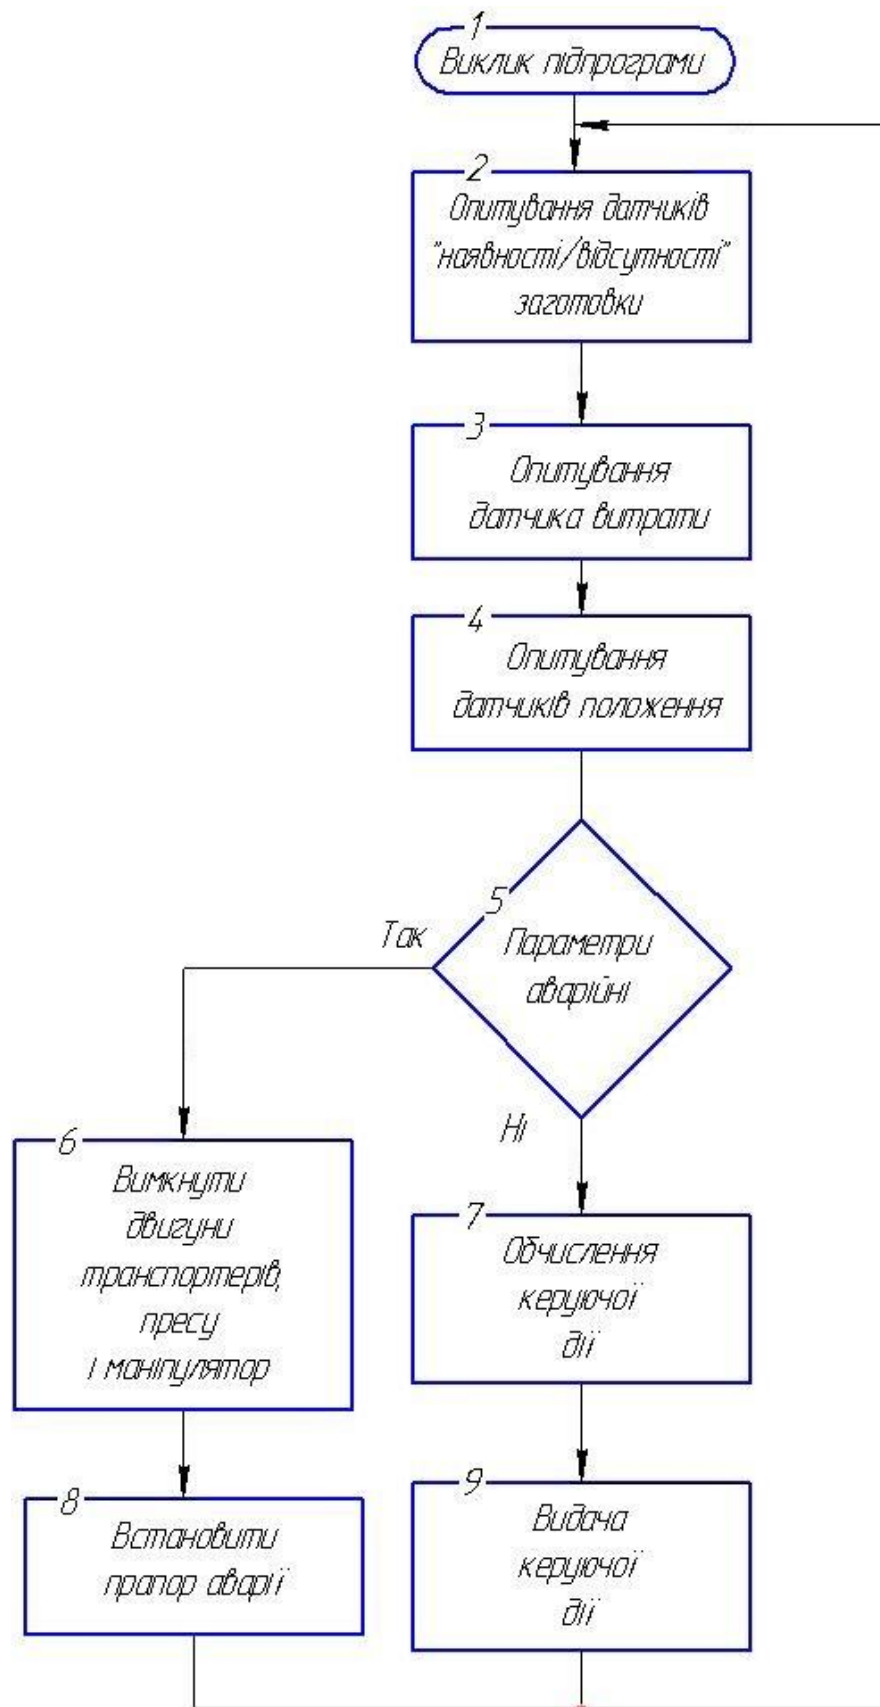 1
Виклик підпрограми
2
Опитування датчиків
"наявності/відсутності"
заготовки
3
Опитування
датчика витрати
4
Опитування
датчиків положення
5
Параметри
аварійні
Так
Ні
6
Вимкнути
двигуни
транспортерів,
пресу
і маніпулятор
7
Обчислення
керуючої
дії
8
Встановити
прапор аварії
9
Видача
керуючої
дії